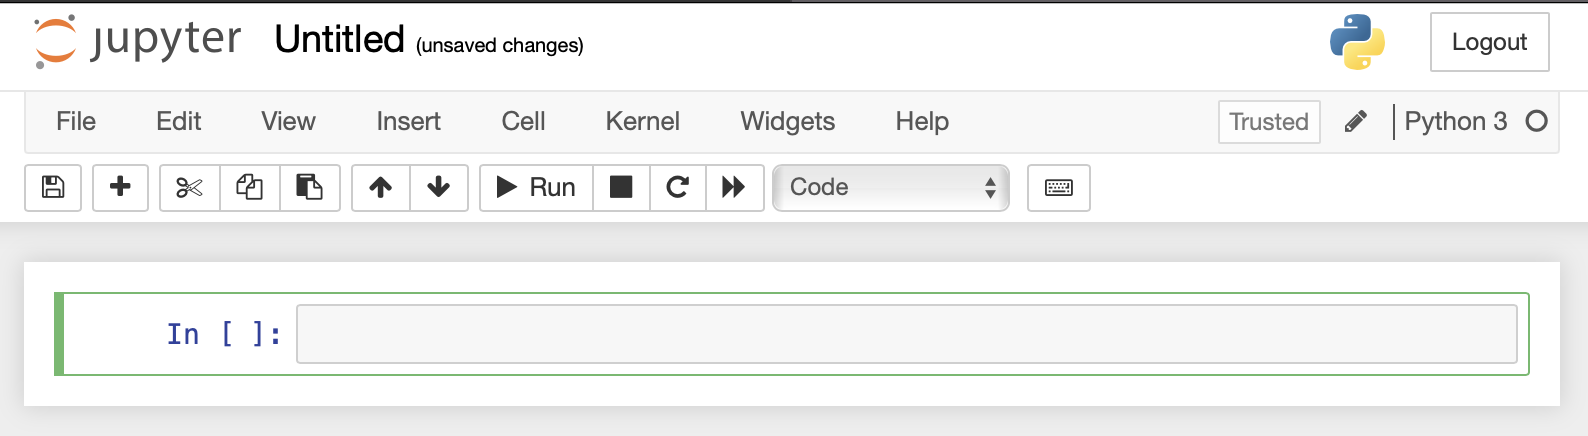 jupyter Untitled (unsaved changes) Logout
File Edit View Insert Cell Kernel Widgets Help Trusted Python 3
Run Code
In [ ]: